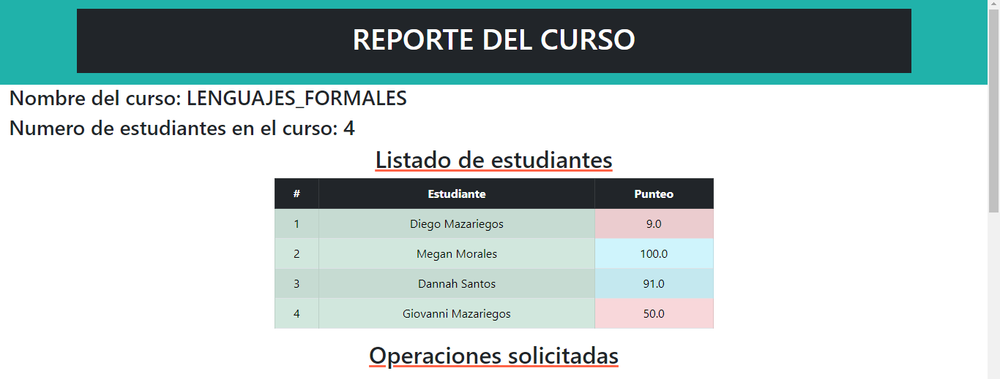 REPORTE DEL CURSO
Nombre del curso: LENGUAJES_FORMALES
Numero de estudiantes en el curso: 4
Listado de estudiantes
# Estudiante Punteo
1 Diego Mazariegos 9.0
2 Megan Morales 100.0
3 Dannah Santos 91.0
4 Giovanni Mazariegos 50.0
Operaciones solicitadas